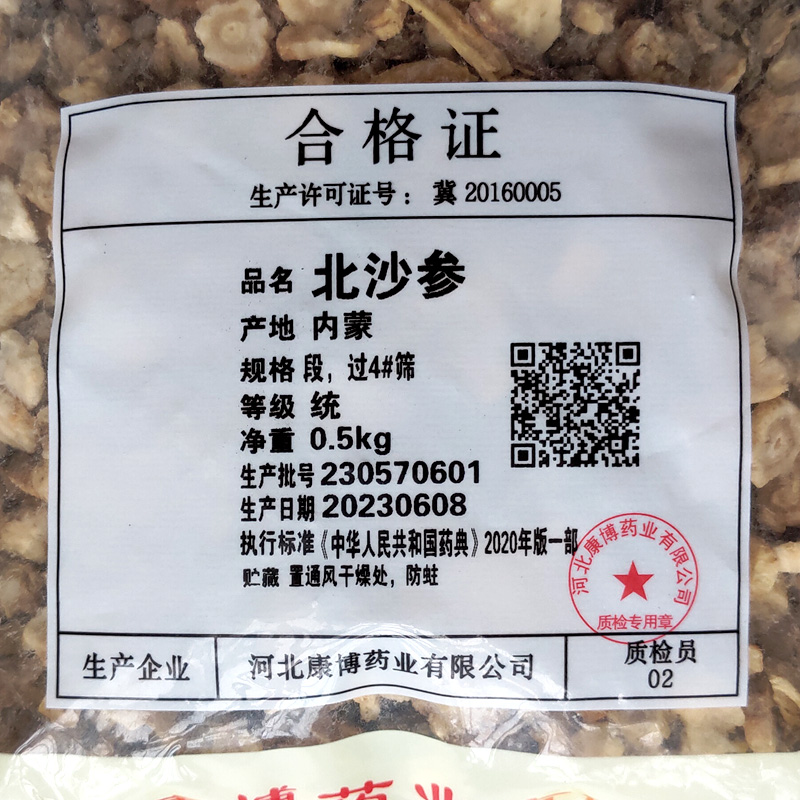 合格证
生产许可证号：冀 20160005
品名 北沙参
产地 内蒙
规格 段，过4#筛
等级 统
净重 0.5kg
生产批号 230570601
生产日期 20230608
执行标准《中华人民共和国药典》2020年版一部
贮藏 置通风干燥处，防蛀
河北康博药业有限公司
质检专用章
生产企业 河北康博药业有限公司
质检员
02
博药业